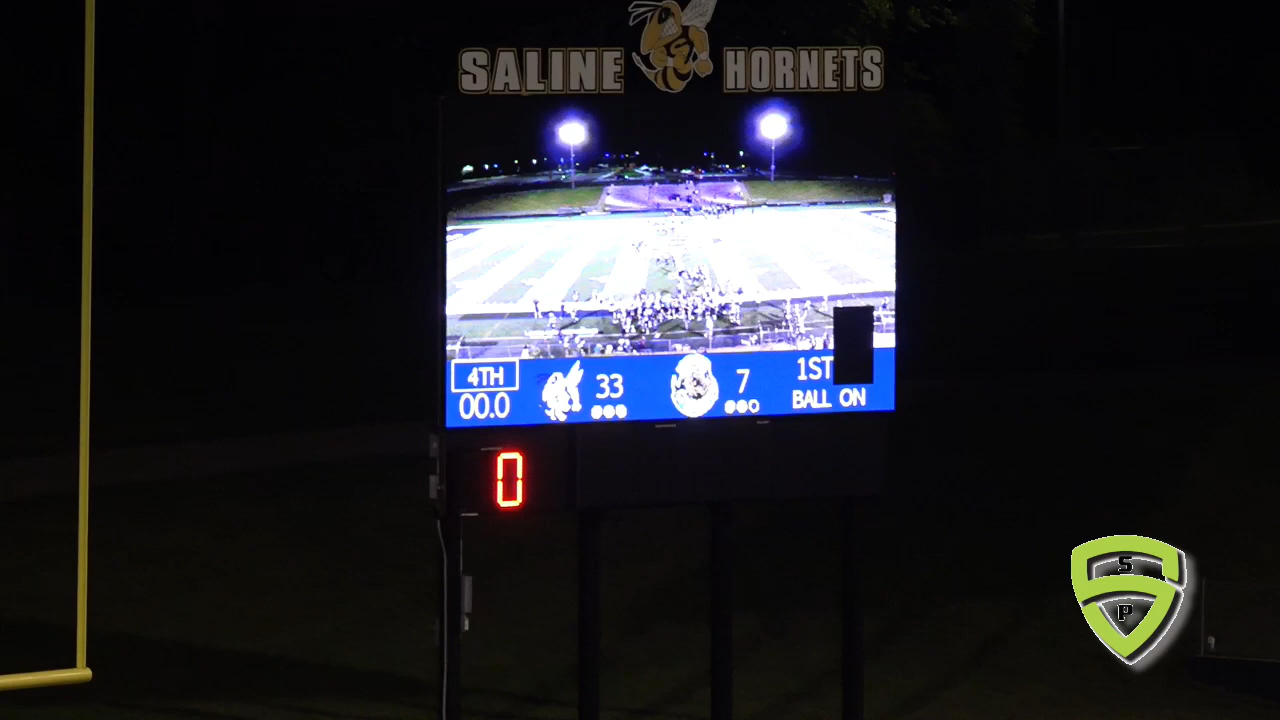 SALINE HORNETS
4TH 33 7 1ST
00.0 BALL ON
0
S
P